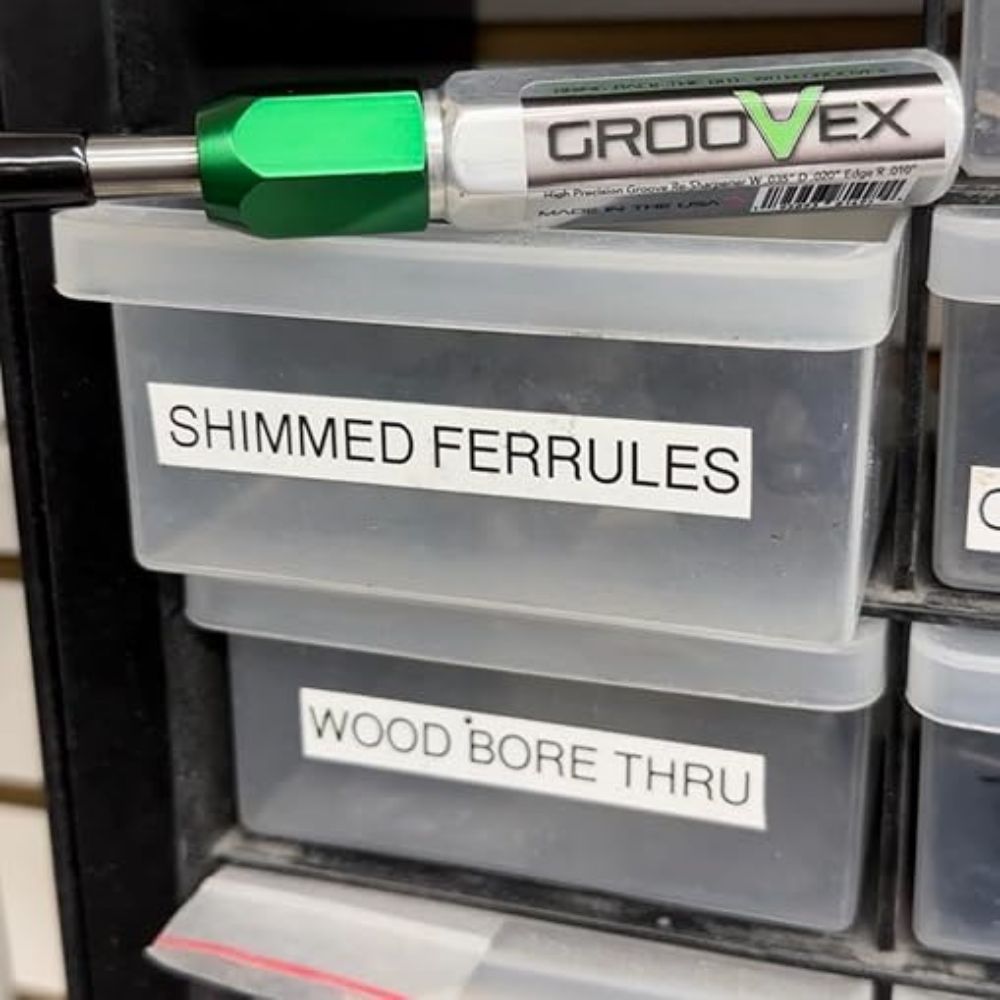 GROOVEX
High Precision Groove Re-Sharpener W .035" D .020" Edge R .010"
MADE IN THE USA
SHIMMED FERRULES
WOOD BORE THRU